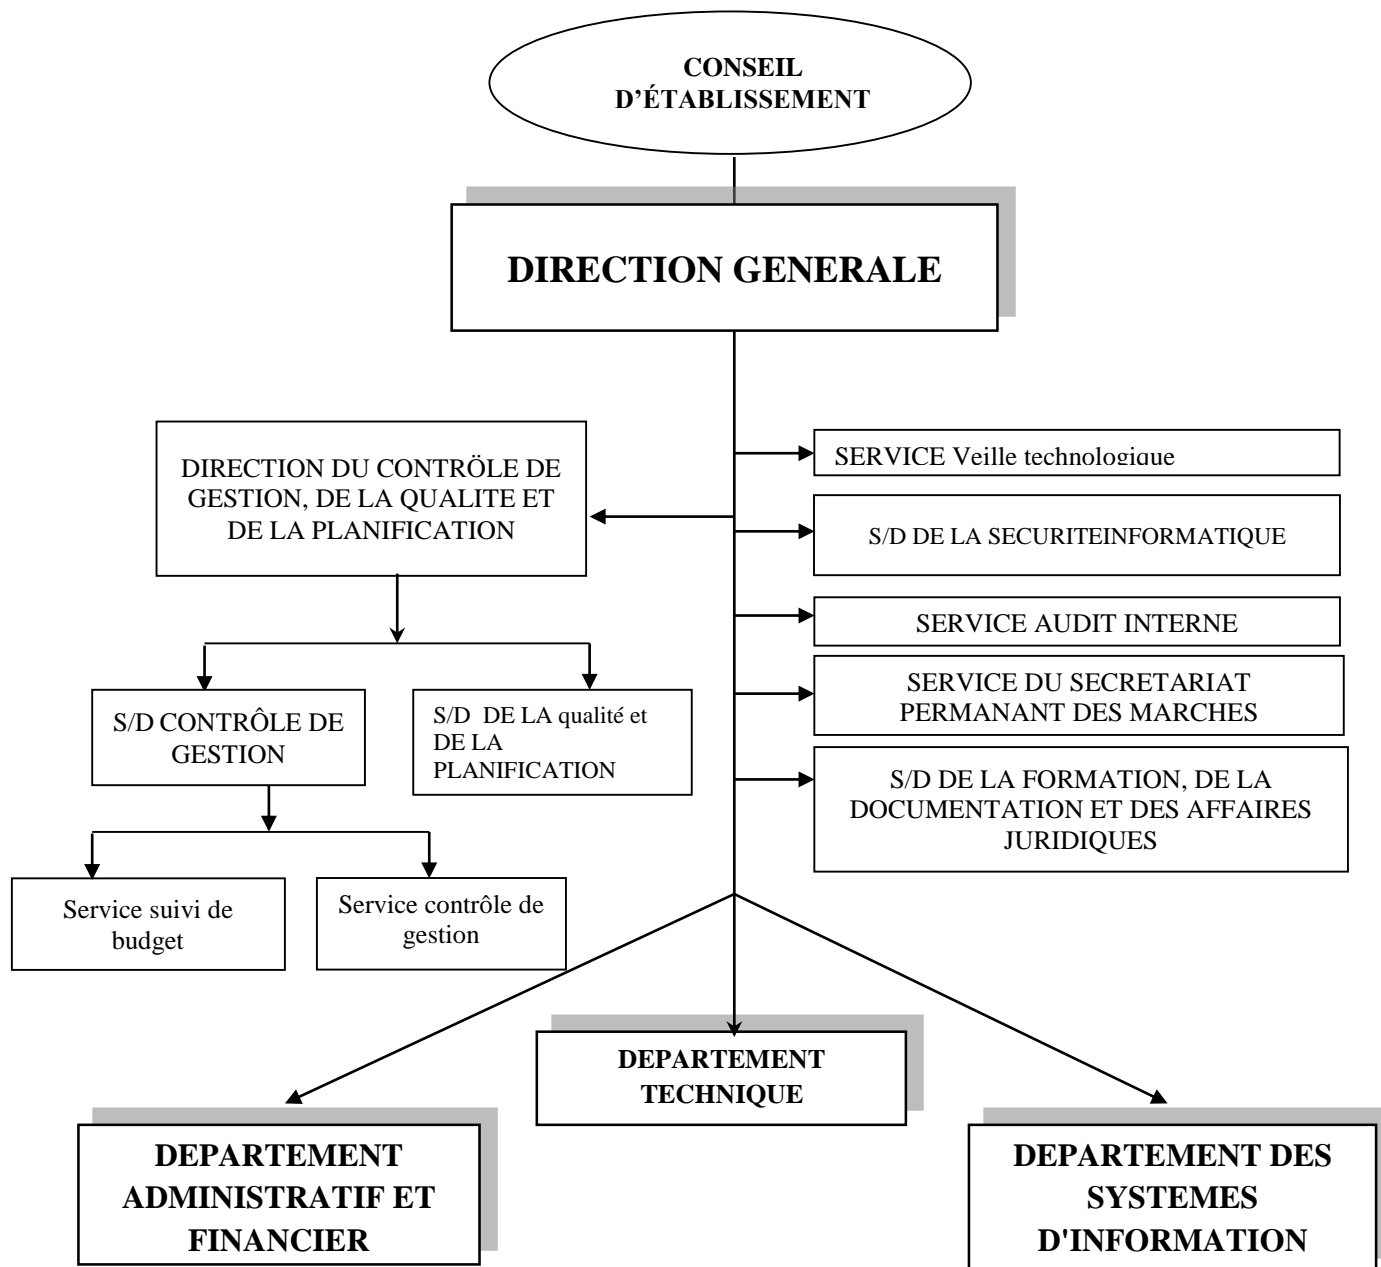 CONSEIL
D’ÉTABLISSEMENT
DIRECTION GENERALE
DIRECTION DU CONTRÖLE DE
GESTION, DE LA QUALITE ET
DE LA PLANIFICATION
SERVICE Veille technologique
S/D DE LA SECURITEINFORMATIQUE
SERVICE AUDIT INTERNE
SERVICE DU SECRETARIAT
PERMANANT DES MARCHES
S/D DE LA FORMATION, DE LA
DOCUMENTATION ET DES AFFAIRES
JURIDIQUES
S/D CONTRÔLE DE
GESTION
S/D DE LA qualité et
DE LA
PLANIFICATION
Service suivi de
budget
Service contrôle de
gestion
DEPARTEMENT
TECHNIQUE
DEPARTEMENT
ADMINISTRATIF ET
FINANCIER
DEPARTEMENT DES
SYSTEMES
D'INFORMATION